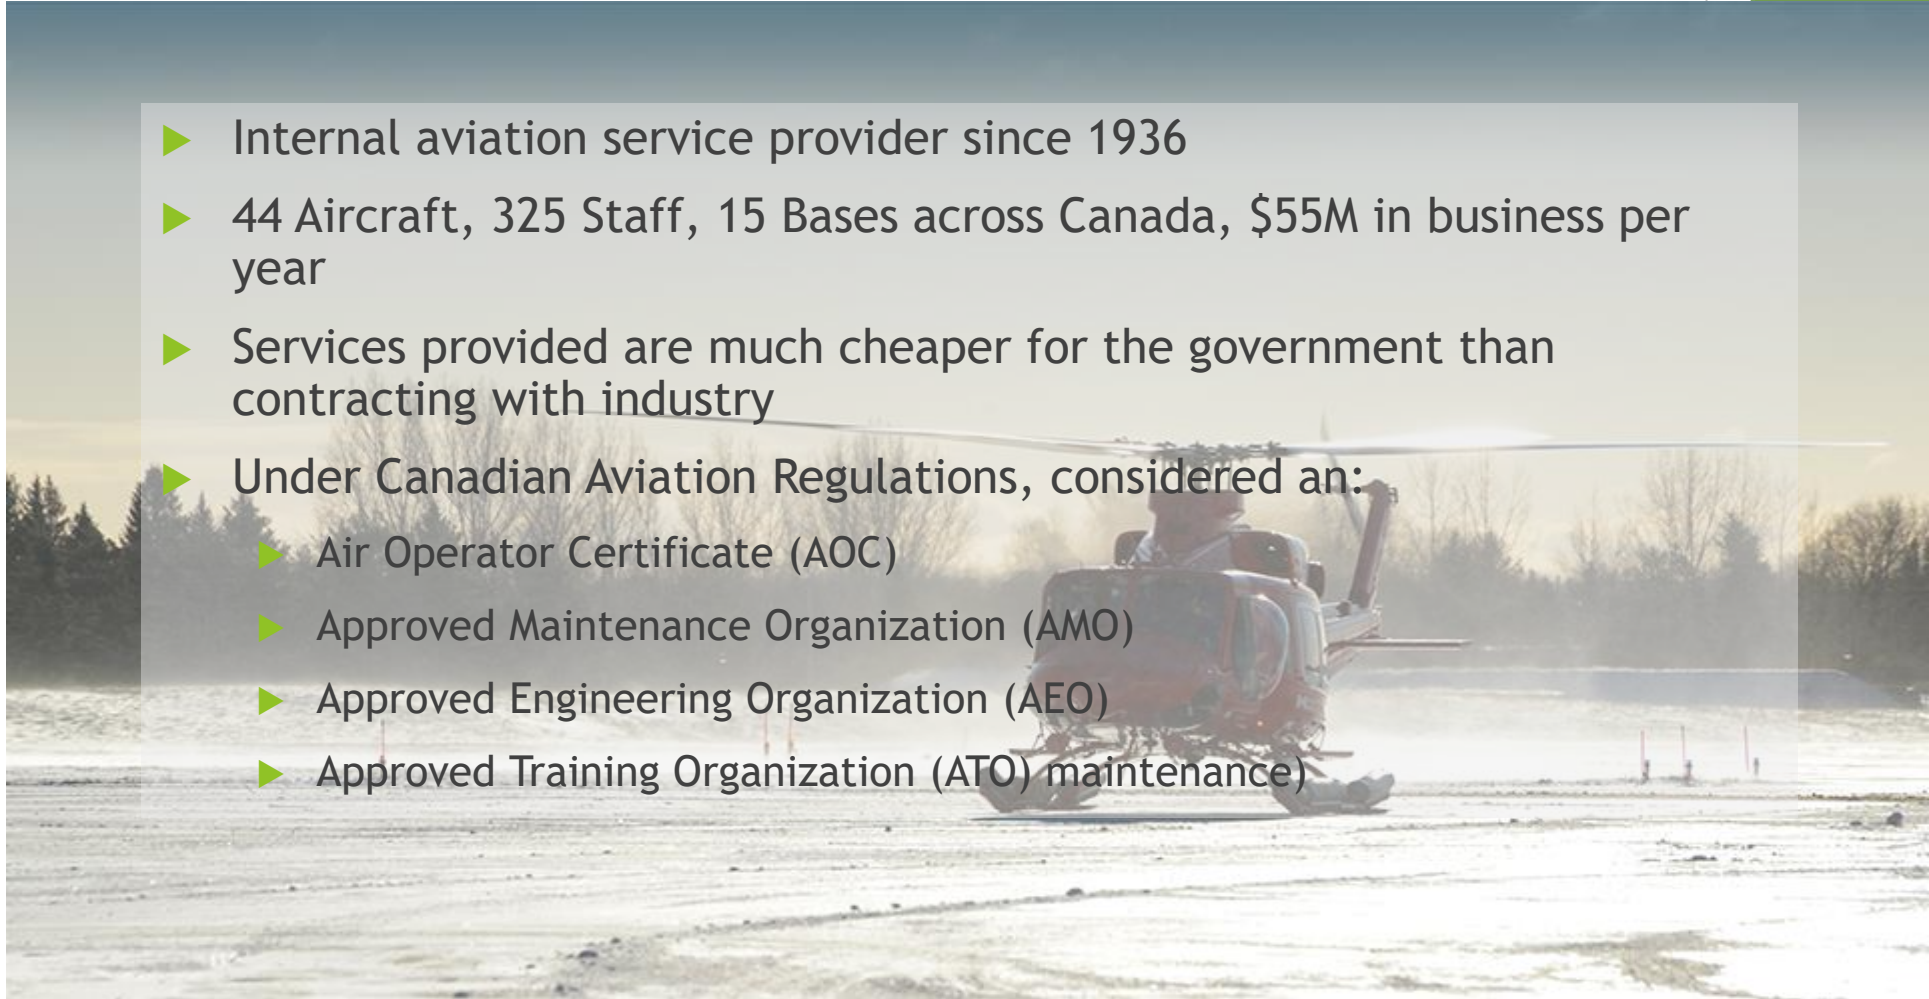 Internal aviation service provider since 1936
44 Aircraft, 325 Staff, 15 Bases across Canada, $55M in business per
year
Services provided are much cheaper for the government than
contracting with industry
Under Canadian Aviation Regulations, considered an:
Air Operator Certificate (AOC)
Approved Maintenance Organization (AMO)
Approved Engineering Organization (AEO)
Approved Training Organization (ATO) maintenance)